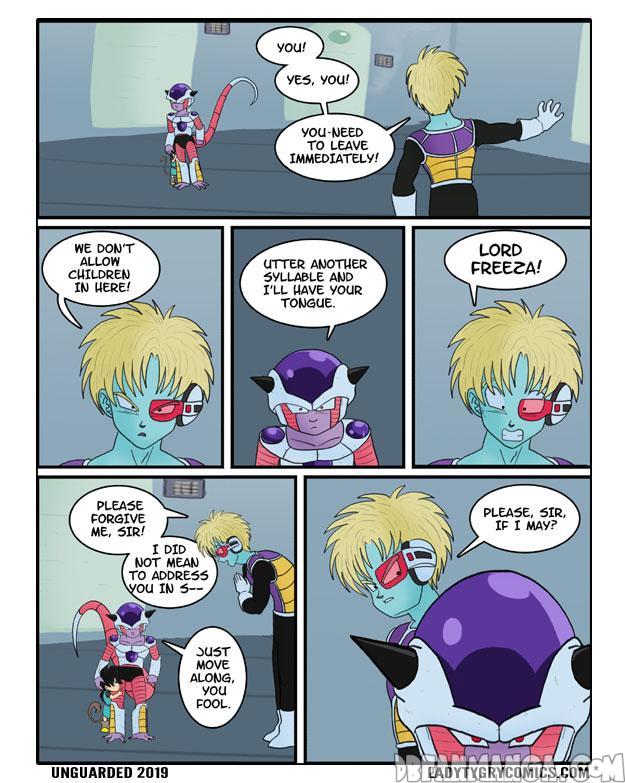 YOU!
YES, YOU!
YOU NEED
TO LEAVE
IMMEDIATELY!
WE DON'T
ALLOW
CHILDREN
IN HERE!
UTTER ANOTHER
SYLLABLE AND
I'LL HAVE YOUR
TONGUE.
LORD
FREEZA!
PLEASE
FORGIVE
ME, SIR!
I DID
NOT MEAN
TO ADDRESS
YOU IN S--
JUST
MOVE
ALONG,
YOU
FOOL.
PLEASE, SIR,
IF I MAY?
UNGUARDED 2019
LADYTYGRYCOMICS.COM
DBFANMANGA.COM